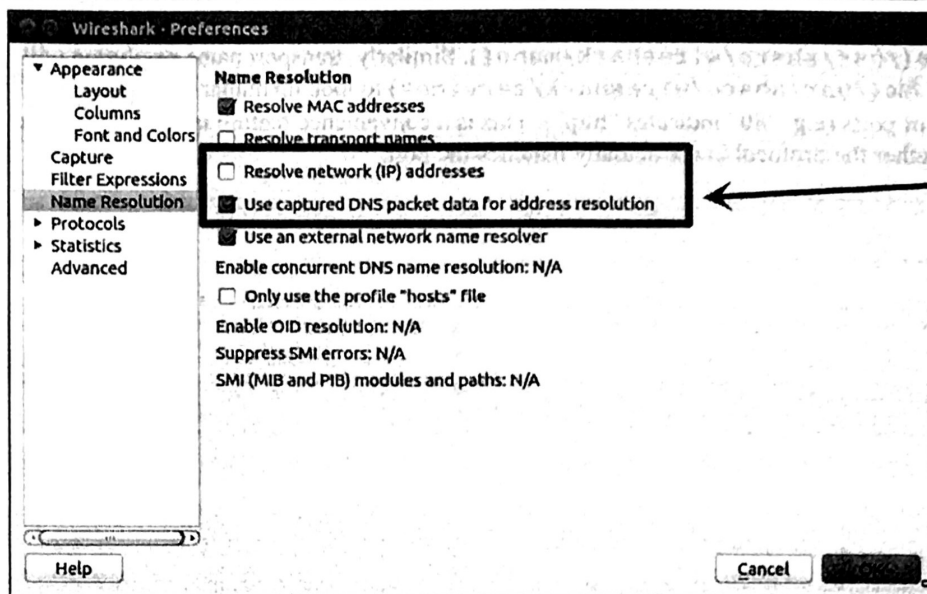 Wireshark · Preferences
Appearance
Layout
Columns
Font and Colors
Capture
Filter Expressions
Name Resolution
Protocols
Statistics
Advanced
Name Resolution
Resolve MAC addresses
Resolve transport names
Resolve network (IP) addresses
Use captured DNS packet data for address resolution
Use an external network name resolver
Enable concurrent DNS name resolution: N/A
Only use the profile "hosts" file
Enable OID resolution: N/A
Suppress SMI errors: N/A
SMI (MIB and PIB) modules and paths: N/A
Help
Cancel